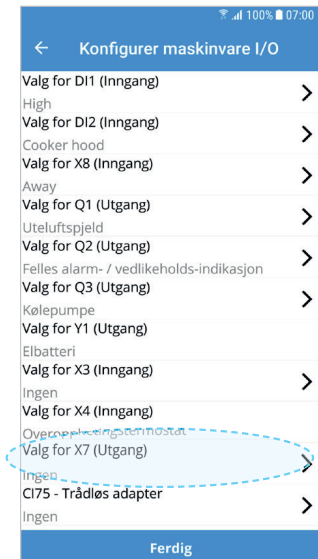 100% 07:00
Konfigurer maskinvare I/O
Valg for DI1 (Inngang)
High
Valg for DI2 (Inngang)
Cooker hood
Valg for X8 (Inngang)
Away
Valg for Q1 (Utgang)
Uteluftspjeld
Valg for Q2 (Utgang)
Felles alarm- / vedlikeholds-indikasjon
Valg for Q3 (Utgang)
Kølepumpe
Valg for Y1 (Utgang)
Elbatteri
Valg for X3 (Inngang)
Ingen
Valg for X4 (Inngang)
Overopphetingstermostat
Valg for X7 (Utgang)
Ingen
CI75 - Trådløs adapter
Ingen
Ferdig